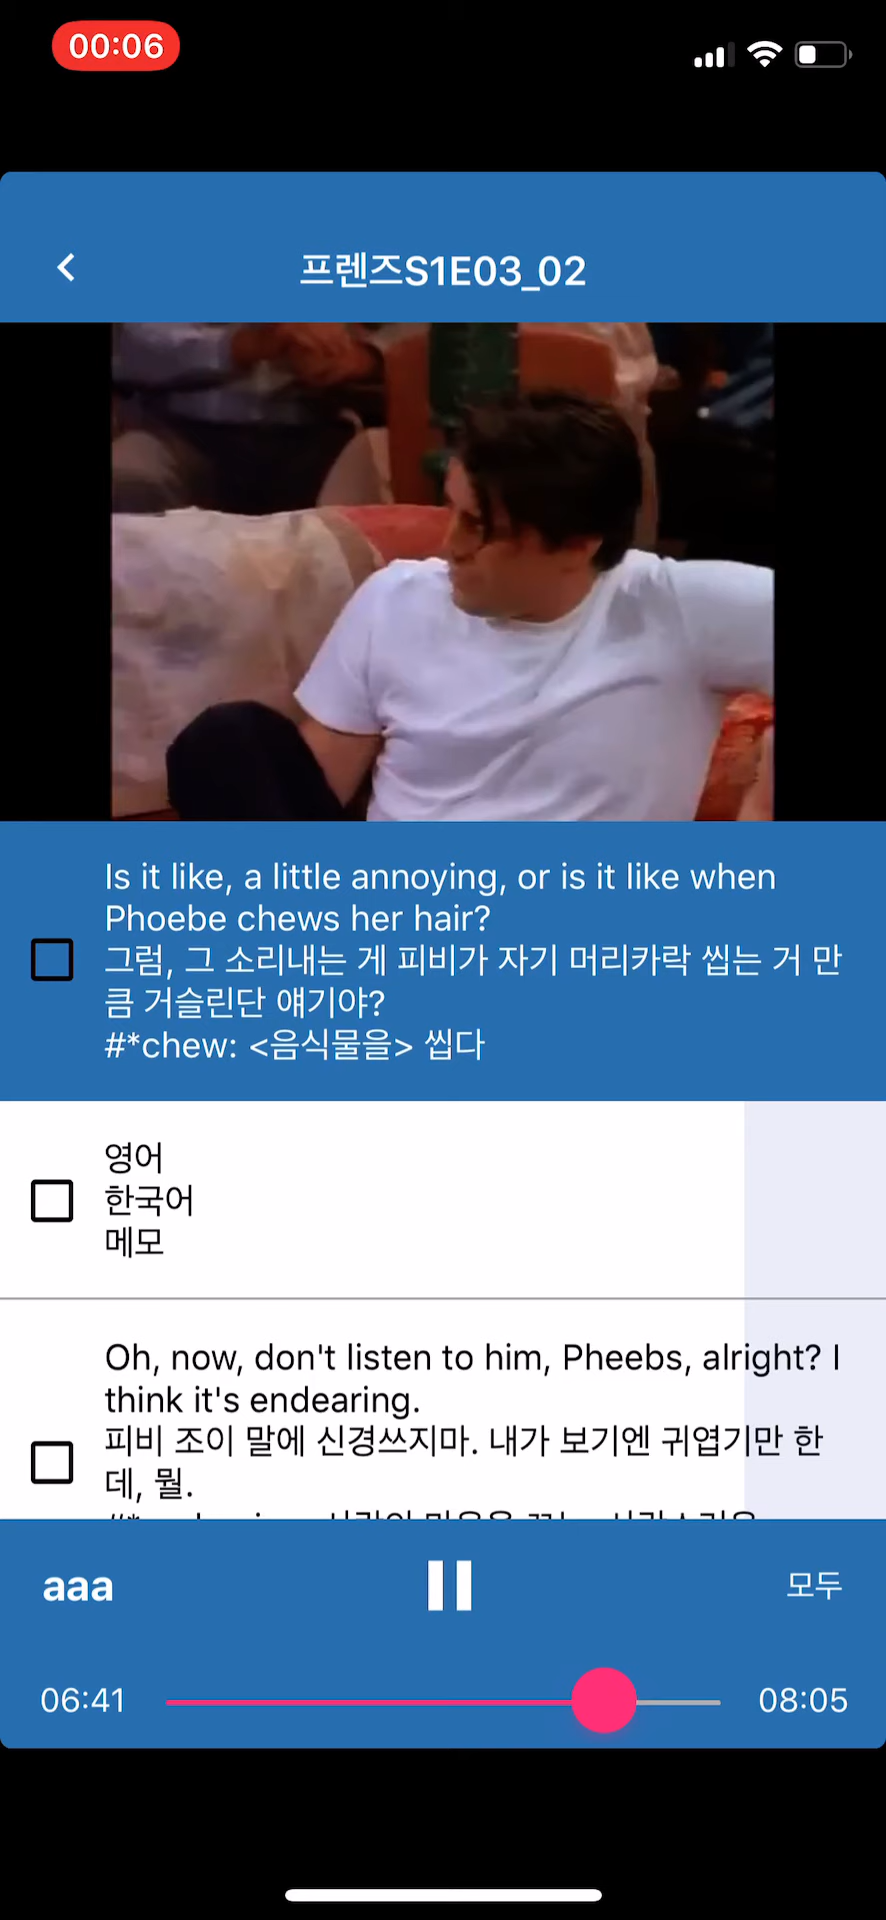 00:06
프렌즈S1E03_02
Is it like, a little annoying, or is it like when
Phoebe chews her hair?
그럼, 그 소리내는 게 피비가 자기 머리카락 씹는 거 만
큼 거슬린단 얘기야?
#*chew: <음식물을> 씹다
영어
한국어
메모
Oh, now, don't listen to him, Pheebs, alright? I
think it's endearing.
피비 조이 말에 신경쓰지마. 내가 보기엔 귀엽기만 한
데, 뭘.
aaa
모두
06:41
08:05